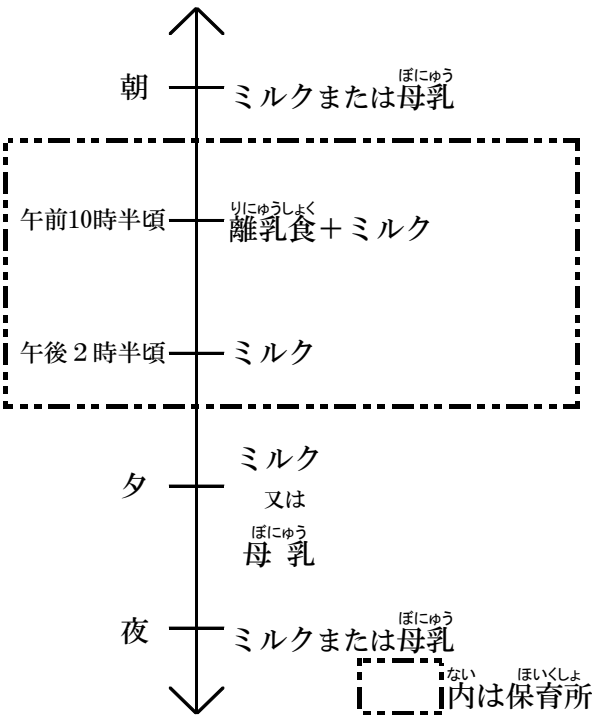 朝 ミルクまたは母乳
午前10時半頃 離乳食＋ミルク
午後２時半頃 ミルク
夕 ミルク
又は
母乳
夜 ミルクまたは母乳
内は保育所